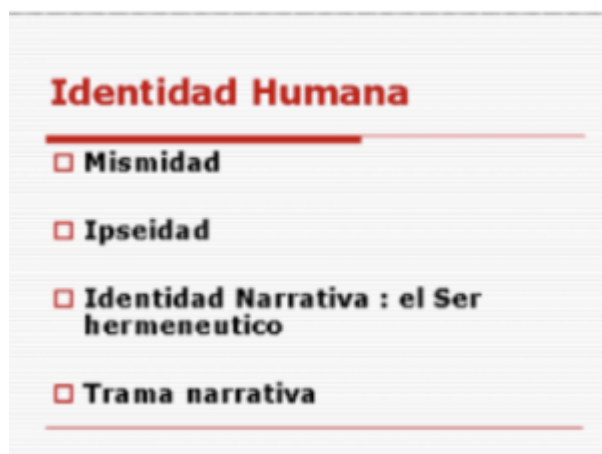 Identidad Humana
Mismidad
Ipseidad
Identidad Narrativa : el Ser
hermeneutico
Trama narrativa